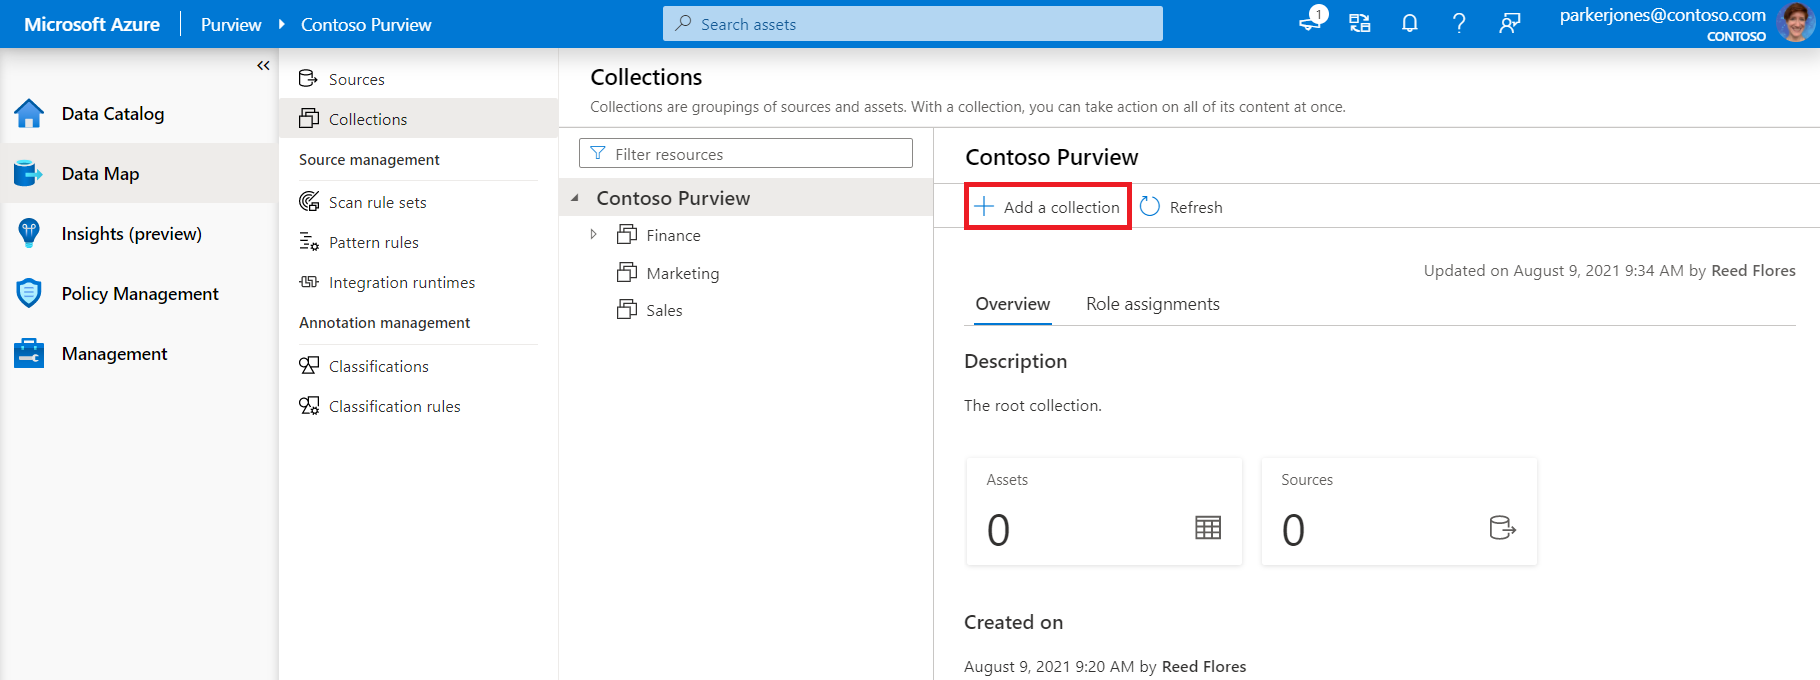 Microsoft Azure
Purview
Contoso Purview
Search assets
1
parkerjones@contoso.com
CONTOSO
Data Catalog
Data Map
Insights (preview)
Policy Management
Management
Sources
Collections
Source management
Scan rule sets
Pattern rules
Integration runtimes
Annotation management
Classifications
Classification rules
Collections
Collections are groupings of sources and assets. With a collection, you can take action on all of its content at once.
Filter resources
Contoso Purview
Finance
Marketing
Sales
Contoso Purview
Add a collection
Refresh
Updated on August 9, 2021 9:34 AM by Reed Flores
Overview
Role assignments
Description
The root collection.
Assets
0
Sources
0
Created on
August 9, 2021 9:20 AM by Reed Flores